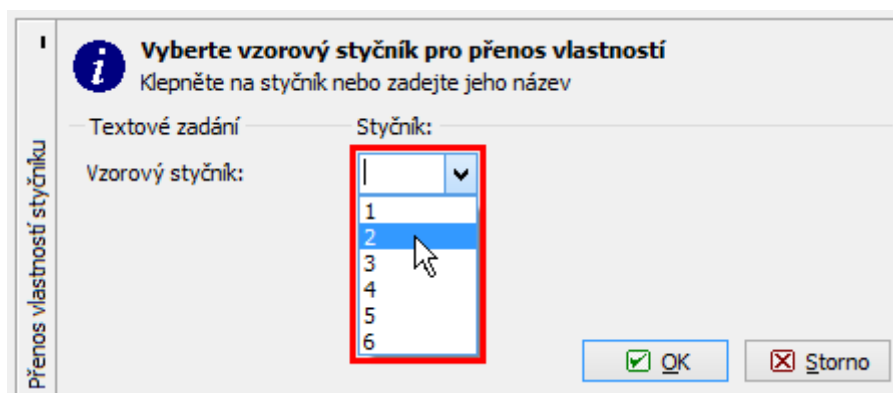 Vyberte vzorový styčník pro přenos vlastností
Klepněte na styčník nebo zadejte jeho název
Textové zadání
Styčník:
Vzorový styčník:
1
2
3
4
5
6
OK
Storno
Přenos vlastností styčníku